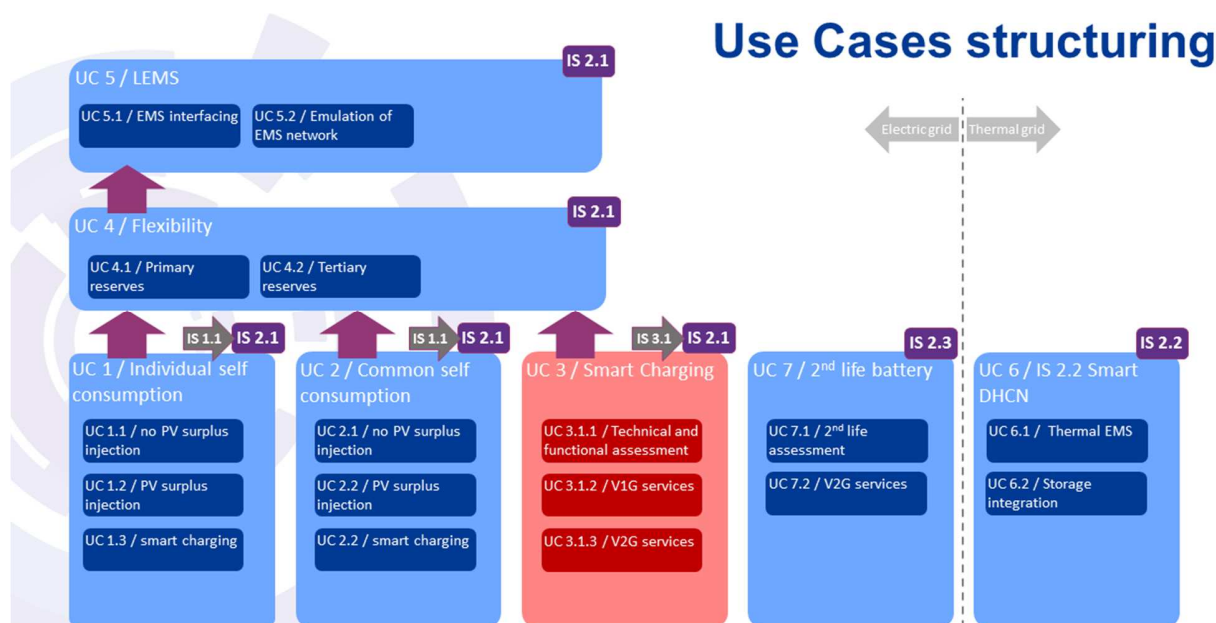 Use Cases structuring
IS 2.1
UC 5 / LEMS
UC 5.1 / EMS interfacing
UC 5.2 / Emulation of
EMS network
Electric grid
Thermal grid
IS 2.1
UC 4 / Flexibility
UC 4.1 / Primary
reserves
UC 4.2 / Tertiary
reserves
IS 1.1
IS 2.1
UC 1 / Individual self
consumption
UC 1.1 / no PV surplus
injection
UC 1.2 / PV surplus
injection
UC 1.3 / smart charging
IS 1.1
IS 2.1
UC 2 / Common self
consumption
UC 2.1 / no PV surplus
injection
UC 2.2 / PV surplus
injection
UC 2.2 / smart charging
IS 3.1
IS 2.1
UC 3 / Smart Charging
UC 3.1.1 / Technical and
functional assessment
UC 3.1.2 / V1G services
UC 3.1.3 / V2G services
IS 2.3
UC 7 / 2nd life battery
UC 7.1 / 2nd life
assessment
UC 7.2 / V2G services
IS 2.2
UC 6 / IS 2.2 Smart
DHCN
UC 6.1 / Thermal EMS
UC 6.2 / Storage
integration